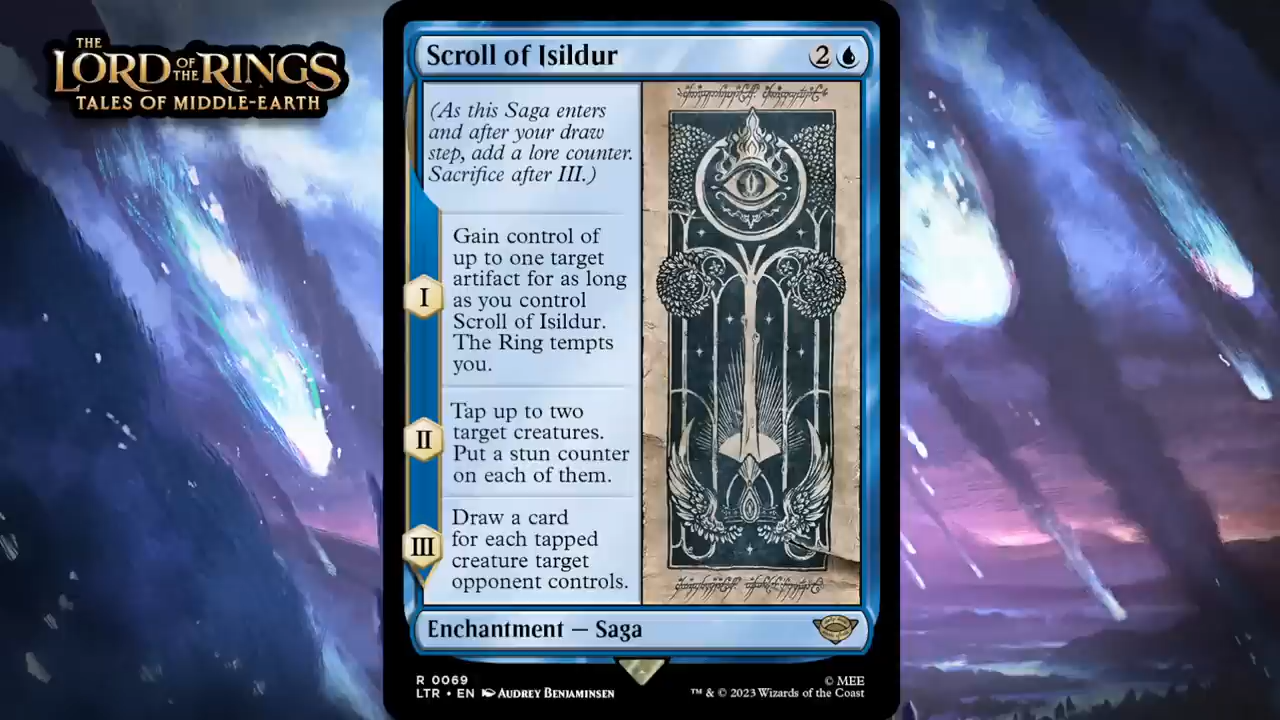 THE
LORD OF THE RINGS
TALES OF MIDDLE-EARTH
Scroll of Isildur 2
(As this Saga enters
and after your draw
step, add a lore counter.
Sacrifice after III.)
I
Gain control of
up to one target
artifact for as long
as you control
Scroll of Isildur.
The Ring tempts
you.
II
Tap up to two
target creatures.
Put a stun counter
on each of them.
III
Draw a card
for each tapped
creature target
opponent controls.
Enchantment — Saga
R 0069
LTR • EN AUDREY BENJAMINSEN
© MEE
™ & © 2023 Wizards of the Coast